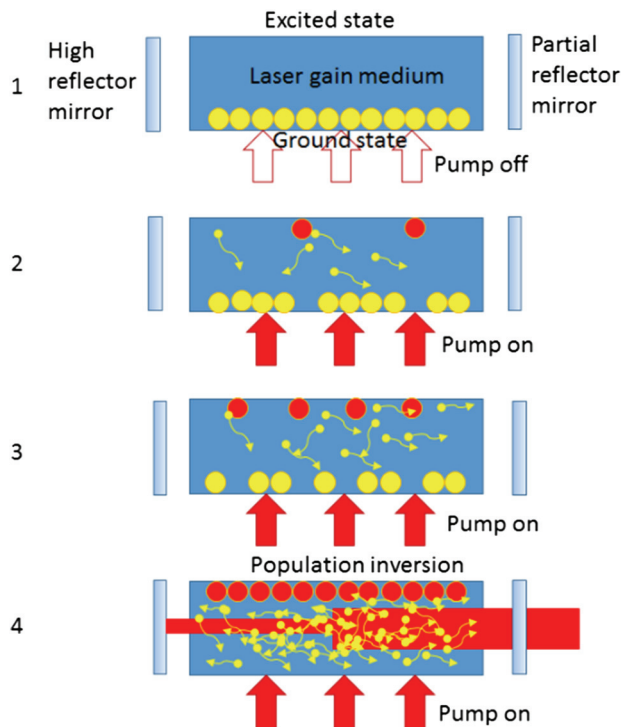 Excited state
High
reflector
mirror
Partial
reflector
mirror
1
Laser gain medium
Ground state
Pump off
2
Pump on
3
Pump on
Population inversion
4
Pump on